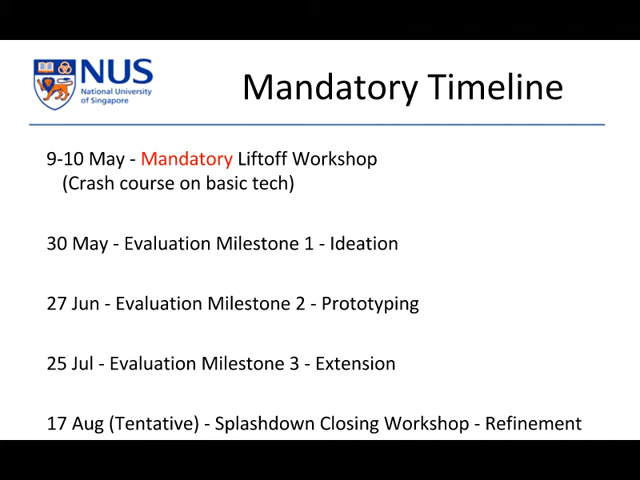 NUS
National University
of Singapore
Mandatory Timeline
9-10 May - Mandatory Liftoff Workshop
(Crash course on basic tech)
30 May - Evaluation Milestone 1 - Ideation
27 Jun - Evaluation Milestone 2 - Prototyping
25 Jul - Evaluation Milestone 3 - Extension
17 Aug (Tentative) - Splashdown Closing Workshop - Refinement